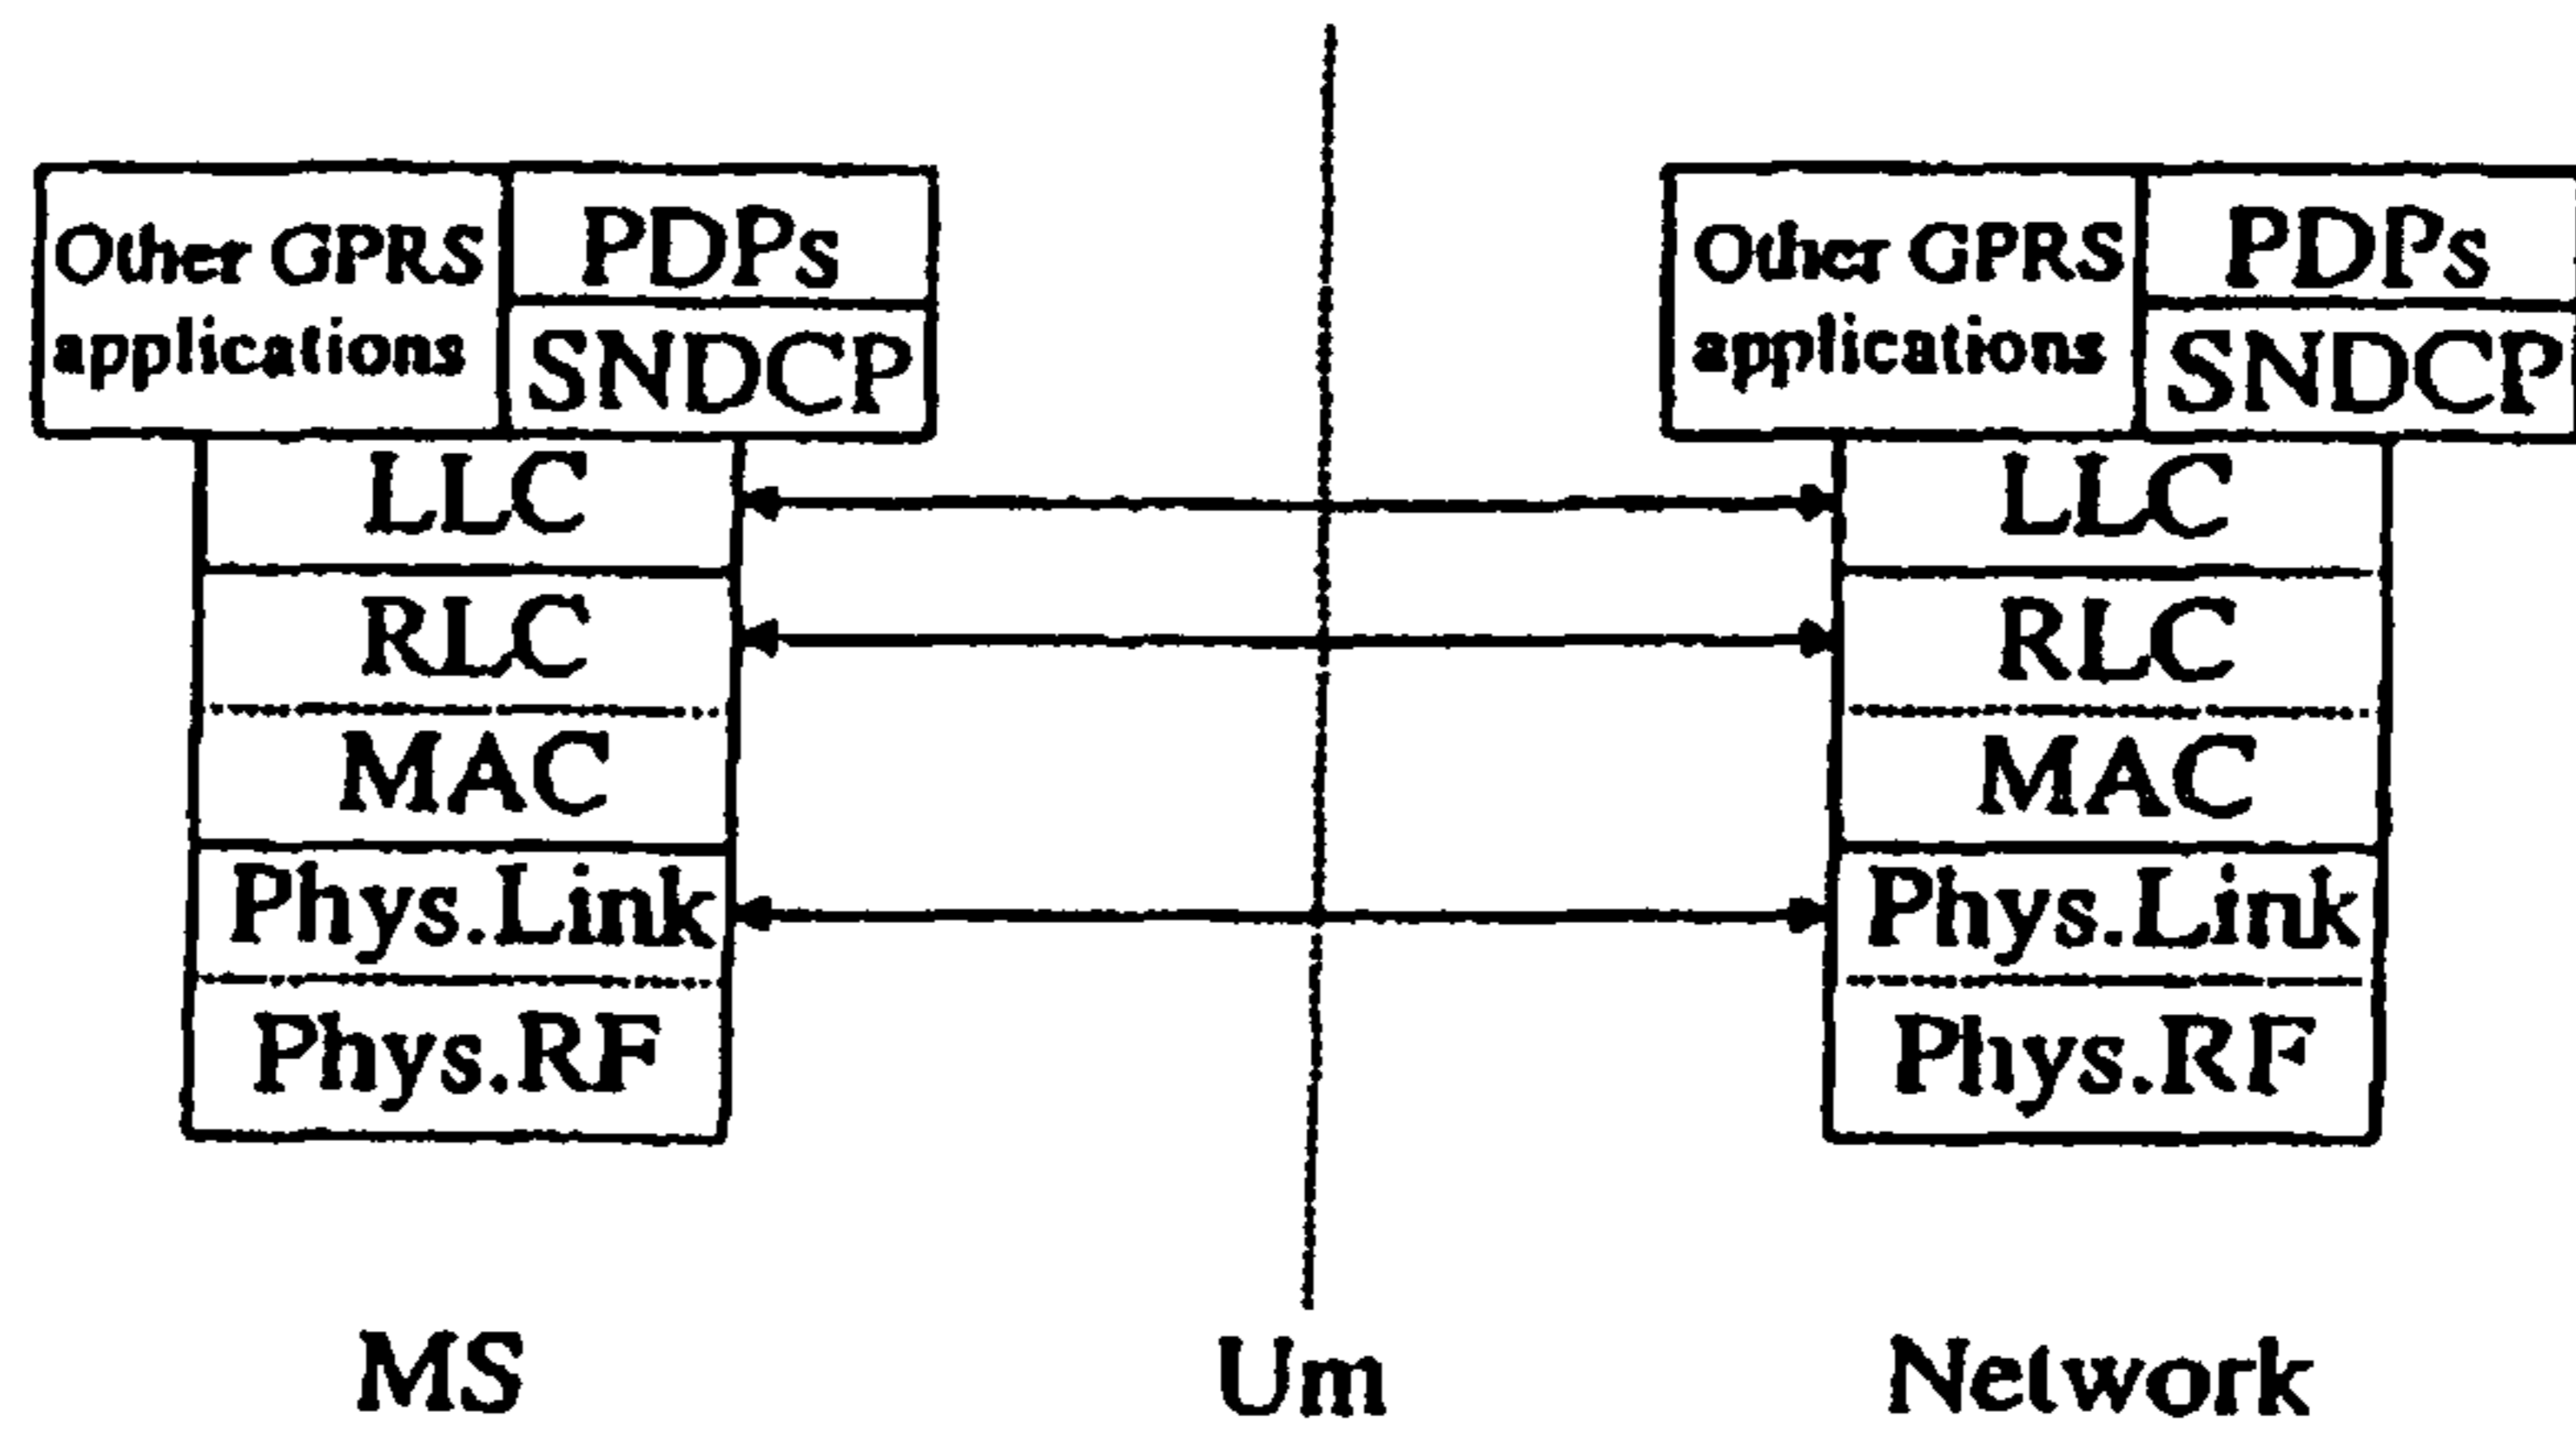 Other GPRS
applications
PDPs
SNDCP
LLC
RLC
MAC
Phys.Link
Phys.RF
MS
Um
Other GPRS
applications
PDPs
SNDCP
LLC
RLC
MAC
Phys.Link
Phys.RF
Network